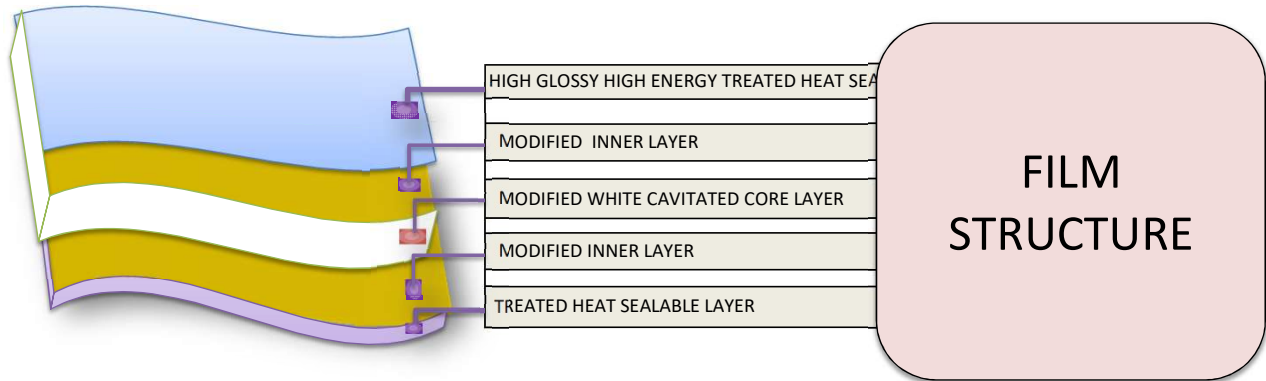 HIGH GLOSSY HIGH ENERGY TREATED HEAT
MODIFIED INNER LAYER
MODIFIED WHITE CAVITATED CORE LAYER
MODIFIED INNER LAYER
TREATED HEAT SEALABLE LAYER
FILM
STRUCTURE